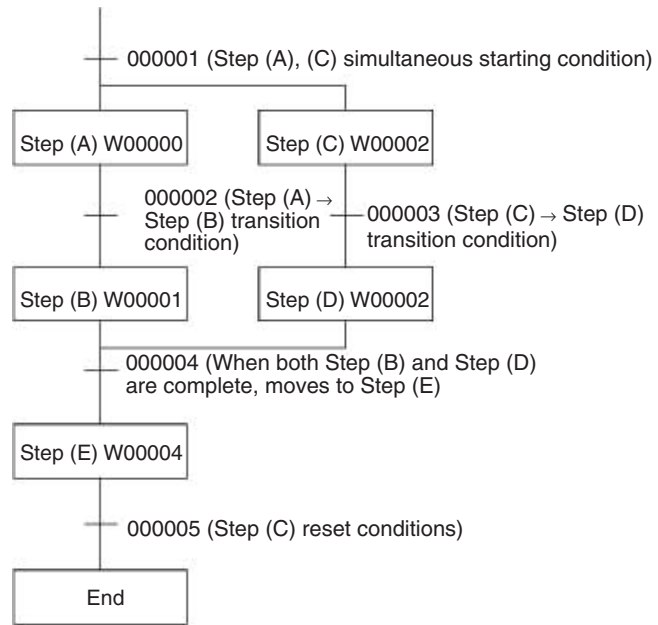 000001 (Step (A), (C) simultaneous starting condition)
Step (A) W00000
Step (C) W00002
000002 (Step (A) →
Step (B) transition
condition)
000003 (Step (C) → Step (D)
transition condition)
Step (B) W00001
Step (D) W00002
000004 (When both Step (B) and Step (D)
are complete, moves to Step (E)
Step (E) W00004
000005 (Step (C) reset conditions)
End